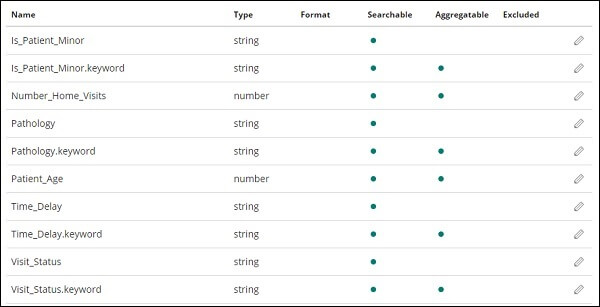 Name Type Format Searchable Aggregatable Excluded
Is_Patient_Minor string
Is_Patient_Minor.keyword string
Number_Home_Visits number
Pathology string
Pathology.keyword string
Patient_Age number
Time_Delay string
Time_Delay.keyword string
Visit_Status string
Visit_Status.keyword string